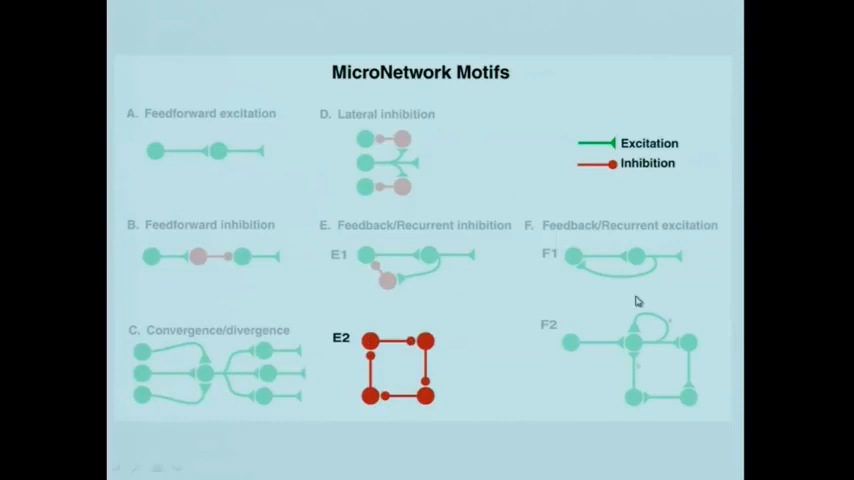 MicroNetwork Motifs
A. Feedforward excitation
D. Lateral inhibition
Excitation
Inhibition
B. Feedforward inhibition
E. Feedback/Recurrent inhibition
F. Feedback/Recurrent excitation
E1
F1
C. Convergence/divergence
E2
F2